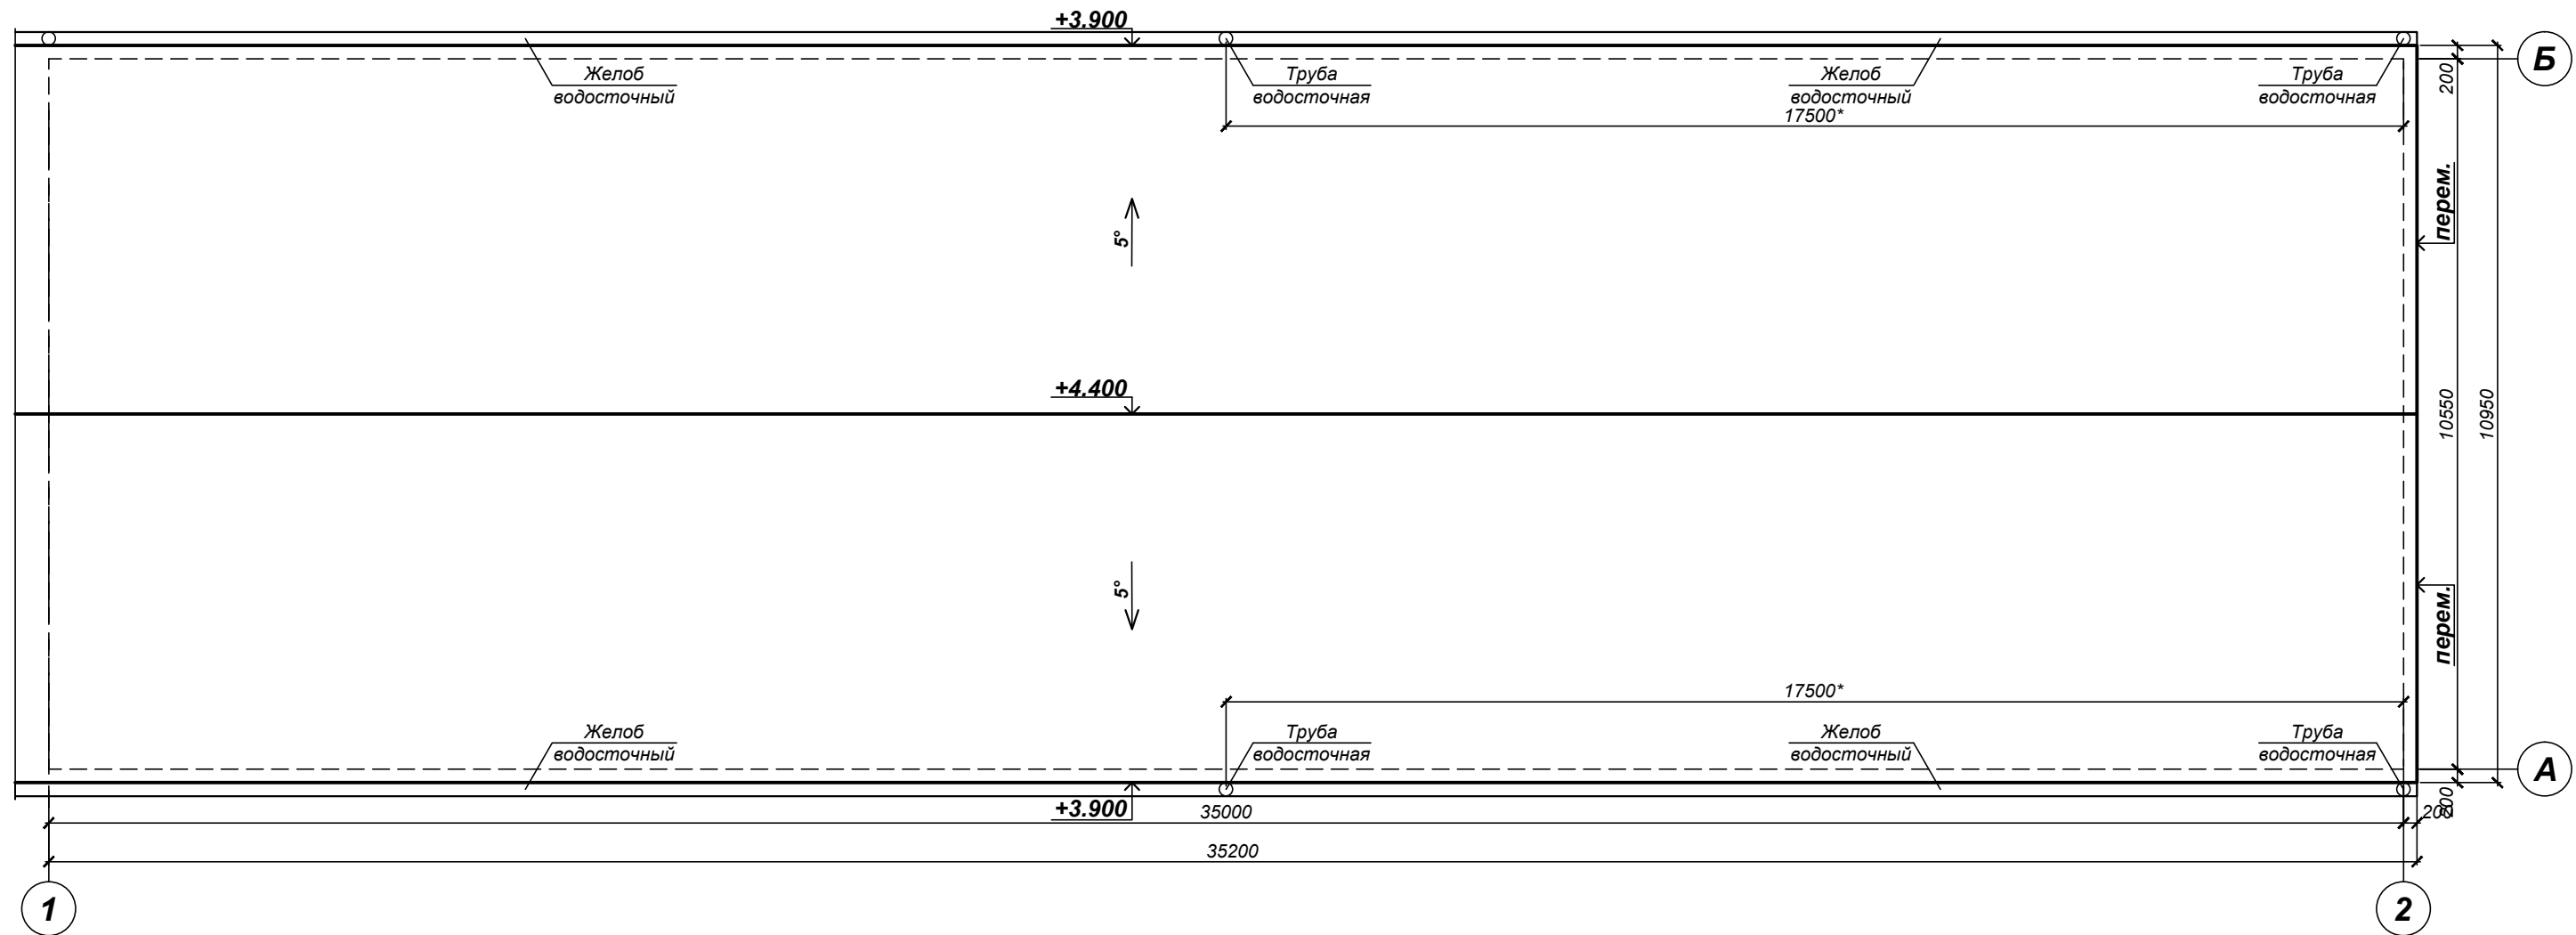 +3.900
Б
Желоб
водосточный
Труба
водосточная
Желоб
водосточный
Труба
водосточная
200
17500*
перем.
5°
+4.400
10550
10950
5°
перем.
17500*
Желоб
водосточный
Труба
водосточная
Желоб
водосточный
Труба
водосточная
А
+3.900
35000
200
200
35200
1
2